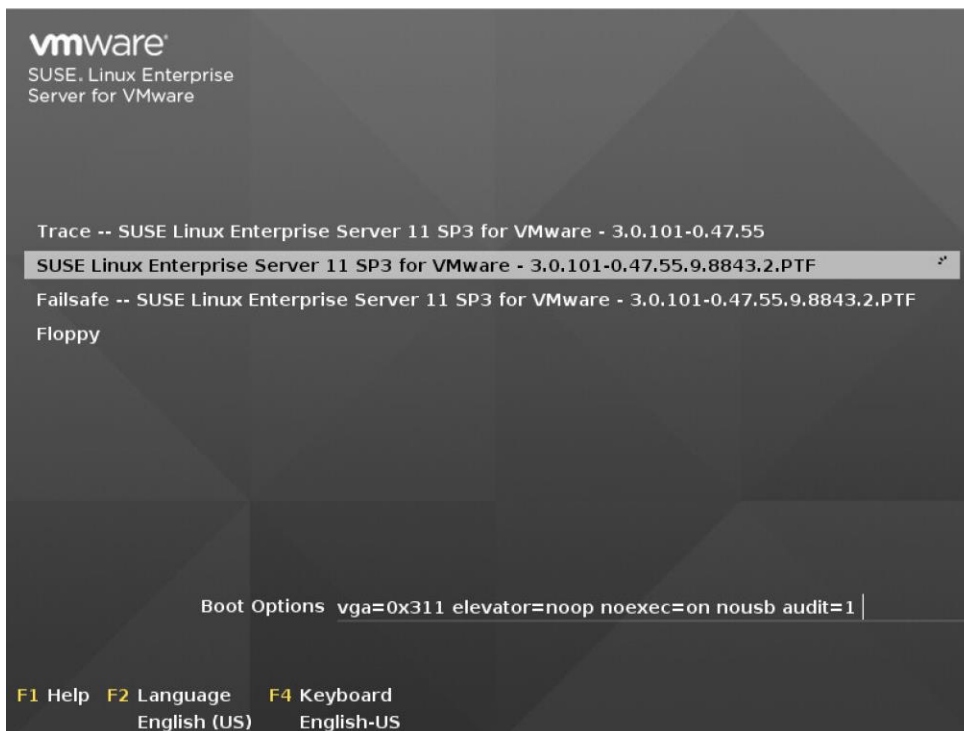 vmware
SUSE. Linux Enterprise
Server for VMware
Trace -- SUSE Linux Enterprise Server 11 SP3 for VMware - 3.0.101-0.47.55
SUSE Linux Enterprise Server 11 SP3 for VMware - 3.0.101-0.47.55.9.8843.2.PTF
Failsafe -- SUSE Linux Enterprise Server 11 SP3 for VMware - 3.0.101-0.47.55.9.8843.2.PTF
Floppy
Boot Options vga=0x311 elevator=noop noexec=on nousb audit=1
F1 Help F2 Language F4 Keyboard
English (US) English-US